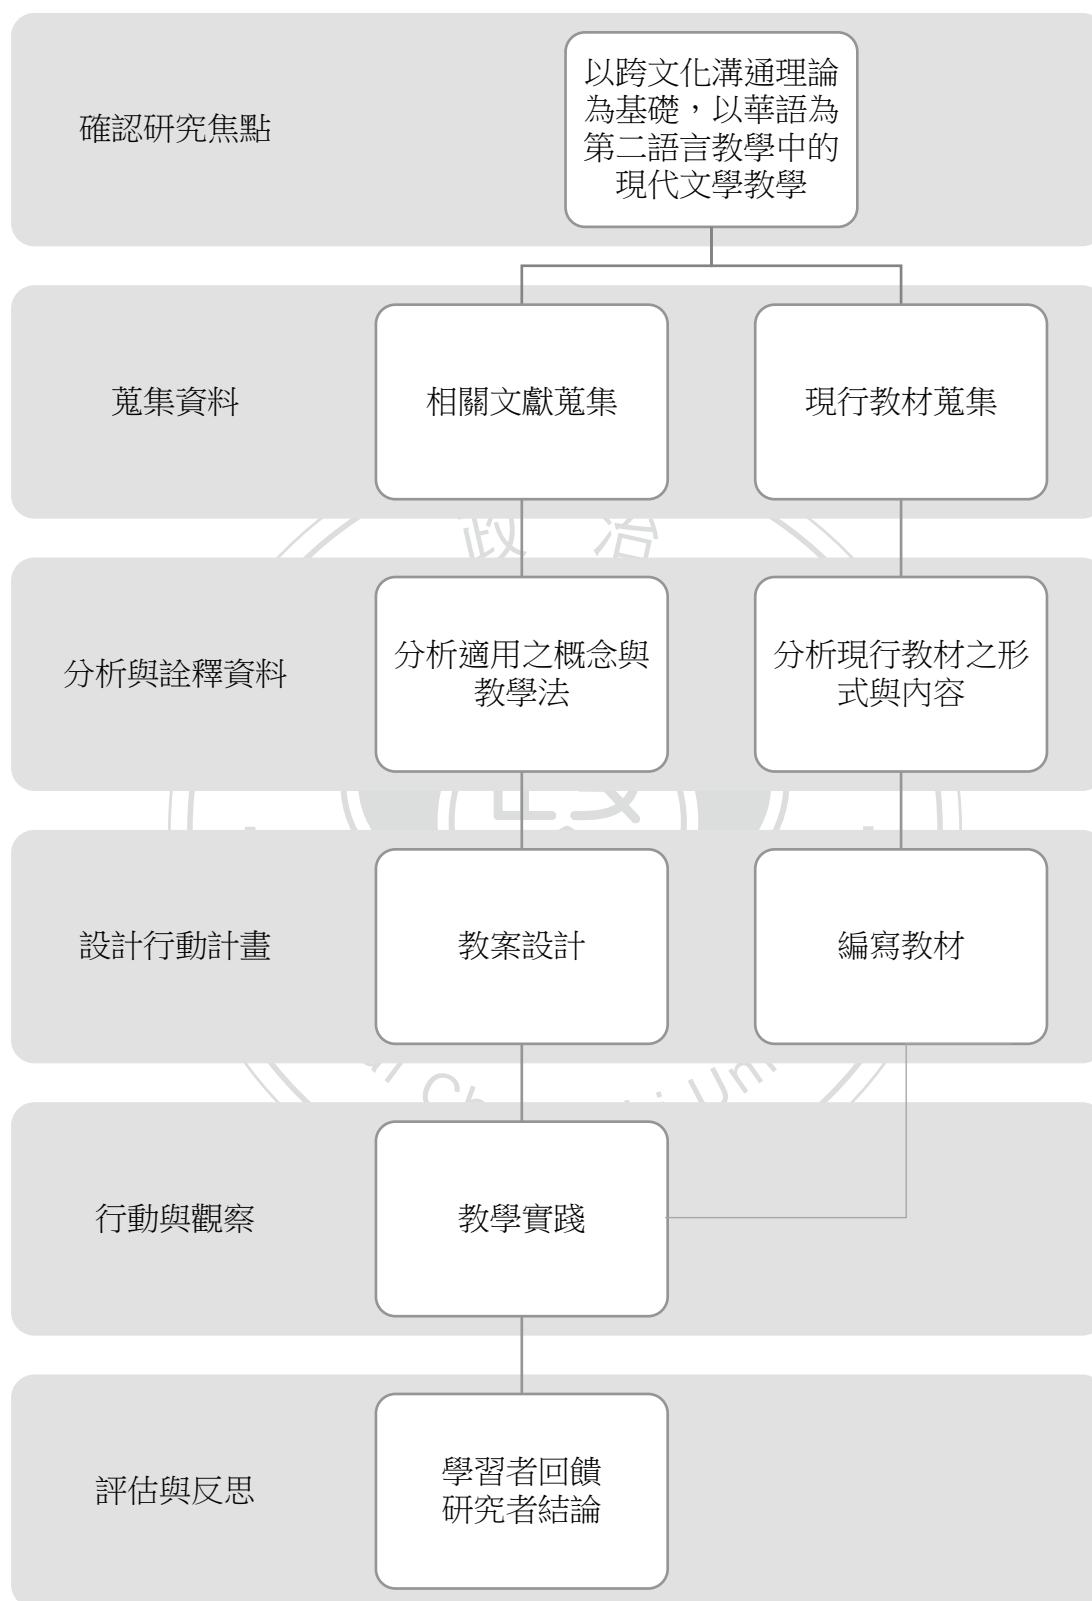 以跨文化溝通理論
為基礎，以華語為
第二語言教學中的
現代文學教學
確認研究焦點
蒐集資料
相關文獻蒐集
現行教材蒐集
政治
分析與詮釋資料
分析適用之概念與
教學法
分析現行教材之形
式與內容
設計行動計畫
教案設計
編寫教材
行動與觀察
教學實踐
評估與反思
學習者回饋
研究者結論